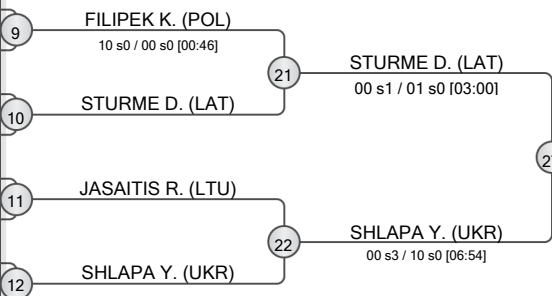 9
FILIPEK K. (POL)
10 s0 / 00 s0 [00:46]
21
STURME D. (LAT)
00 s1 / 01 s0 [03:00]
10
STURME D. (LAT)
11
JASAITIS R. (LTU)
22
SHLAPA Y. (UKR)
00 s3 / 10 s0 [06:54]
12
SHLAPA Y. (UKR)